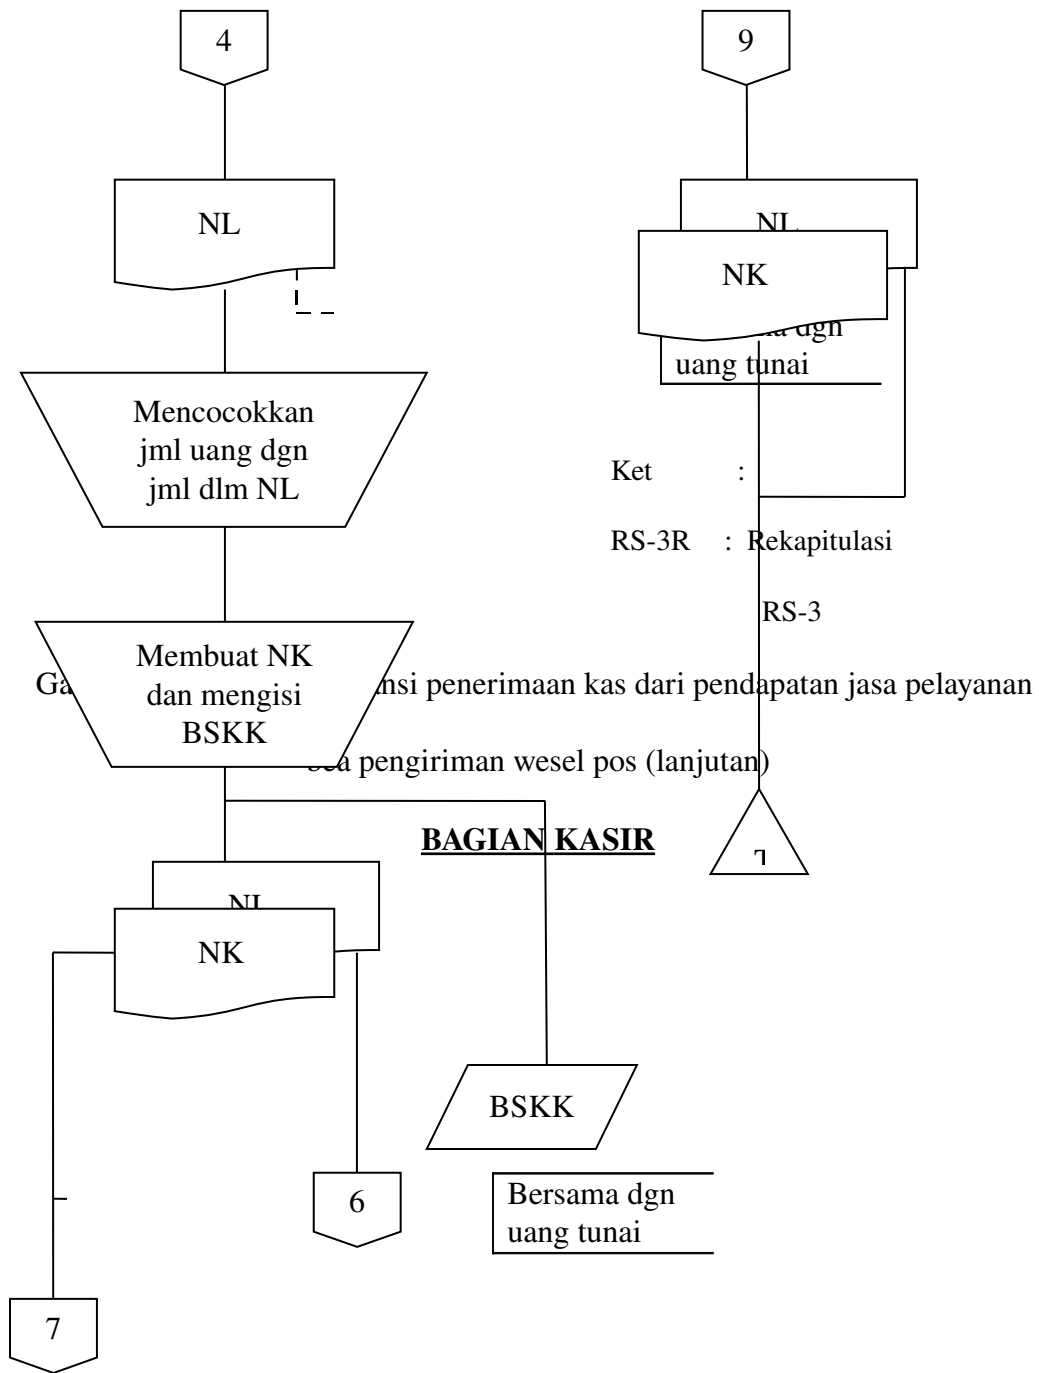 4
9
NL
NL
NK
dgn
uang tunai
Mencocokkan
jml uang dgn
jml dlm NL
Ket :
RS-3R : Rekapitulasi
RS-3
Membuat NK
dan mengisi
BSKK
penerimaan kas dari pendapatan jasa pelayanan
pengiriman wesel pos (lanjutan)
BAGIAN KASIR
NL
NK
BSKK
6
Bersama dgn
uang tunai
7